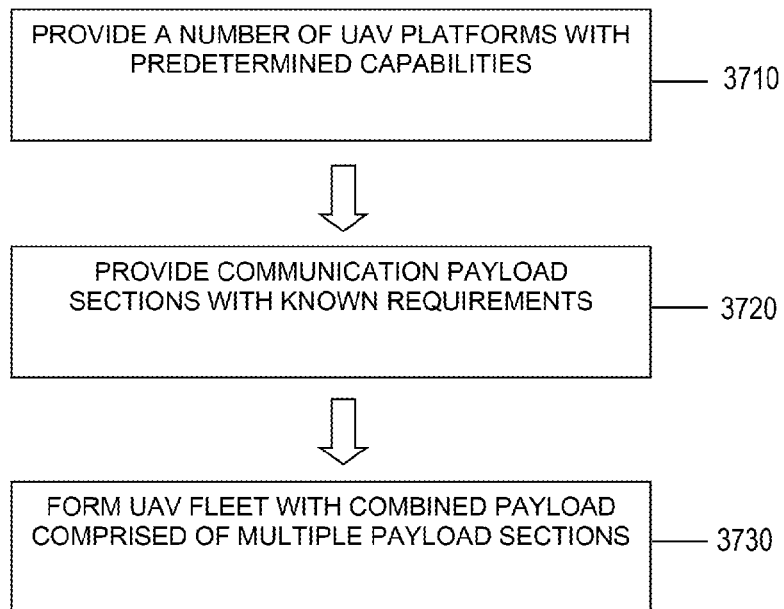 PROVIDE A NUMBER OF UAV PLATFORMS WITH
PREDETERMINED CAPABILITIES
3710
PROVIDE COMMUNICATION PAYLOAD
SECTIONS WITH KNOWN REQUIREMENTS
3720
FORM UAV FLEET WITH COMBINED PAYLOAD
COMPRISED OF MULTIPLE PAYLOAD SECTIONS
3730